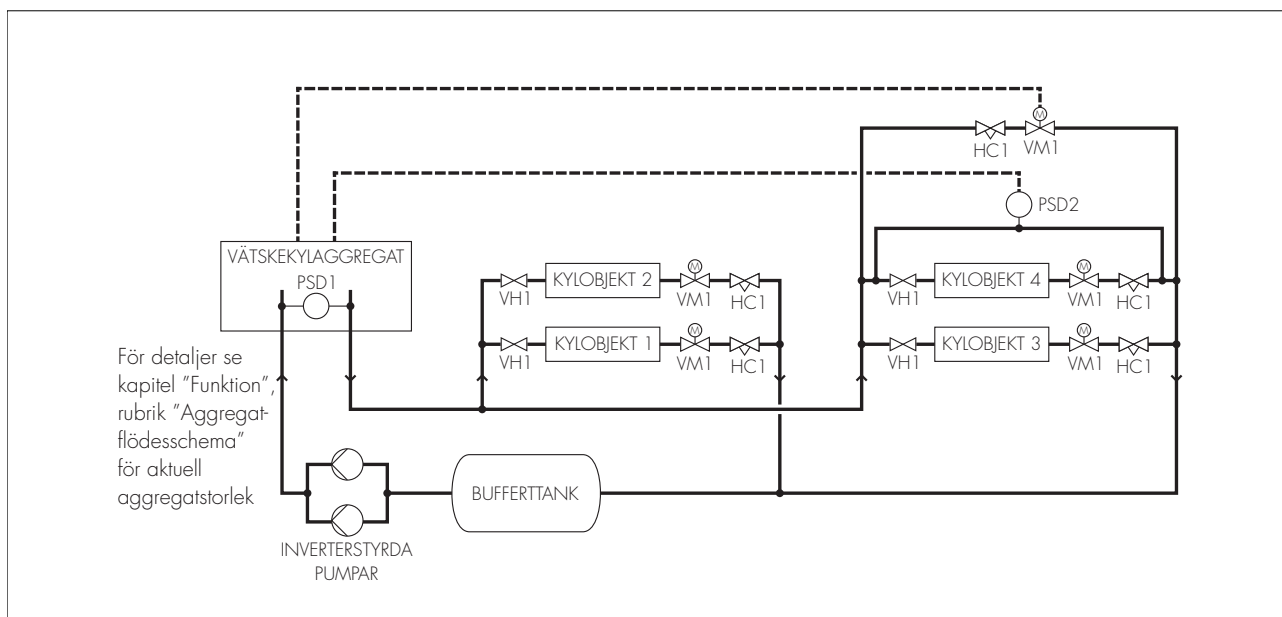 M
HC1
VM1
PSD2
VÄTSKEKYLAGGREGAT
PSD1
M
KYLOBJEKT 2
VH1
VM1
HC1
M
KYLOBJEKT 4
VH1
VM1
HC1
M
KYLOBJEKT 1
VH1
VM1
HC1
M
KYLOBJEKT 3
VH1
VM1
HC1
För detaljer se
kapitel ”Funktion”,
rubrik ”Aggregat-
flödesschema”
för aktuell
aggregatstorlek
BUFFERTTANK
INVERTERSTYRDA
PUMPAR